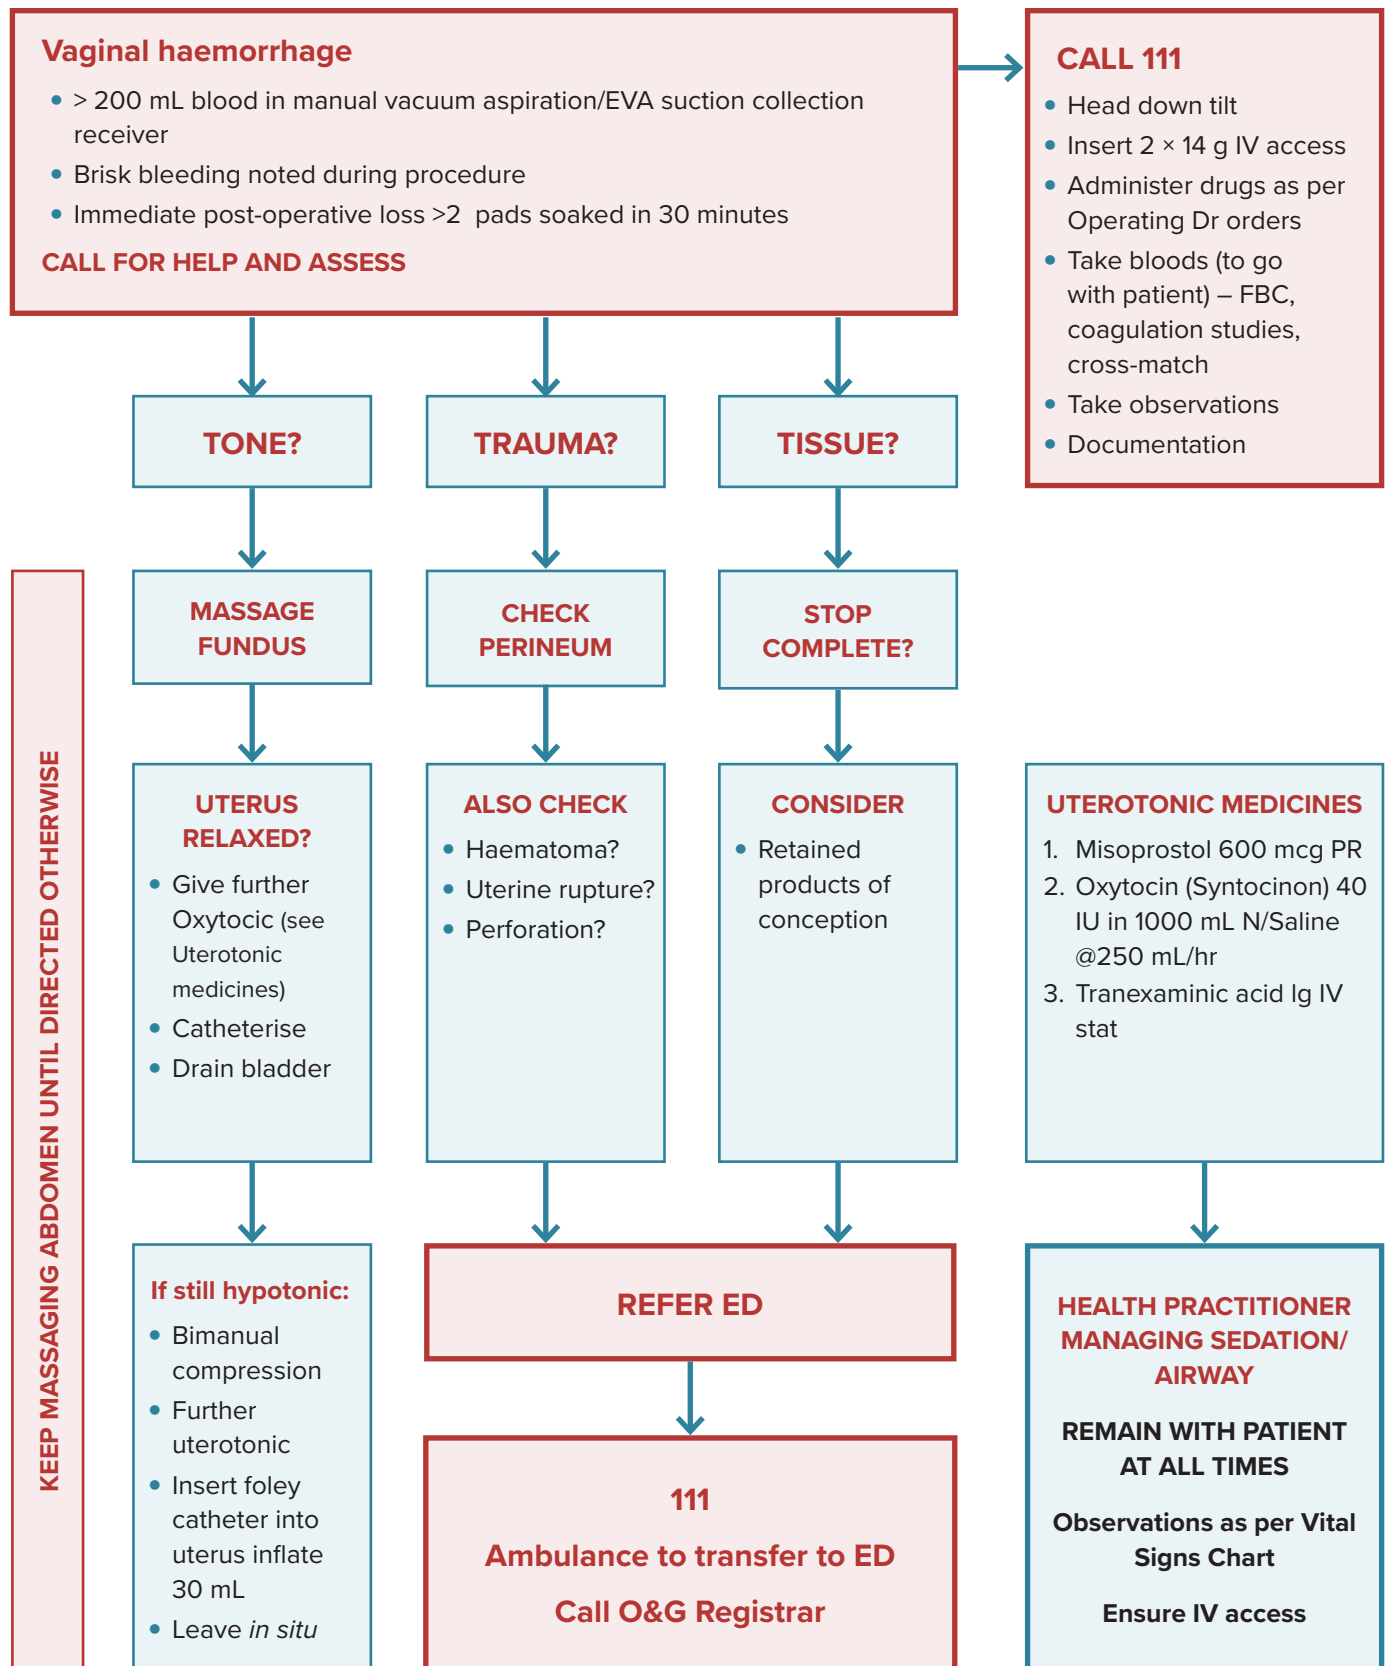 Vaginal haemorrhage
• > 200 mL blood in manual vacuum aspiration/EVA suction collection
receiver
• Brisk bleeding noted during procedure
• Immediate post-operative loss >2 pads soaked in 30 minutes
CALL FOR HELP AND ASSESS
CALL 111
• Head down tilt
• Insert 2 × 14 g IV access
• Administer drugs as per
Operating Dr orders
• Take bloods (to go
with patient) – FBC,
coagulation studies,
cross-match
• Take observations
• Documentation
TONE?
TRAUMA?
TISSUE?
MASSAGE
FUNDUS
CHECK
PERINEUM
STOP
COMPLETE?
KEEP MASSAGING ABDOMEN UNTIL DIRECTED OTHERWISE
UTERUS
RELAXED?
• Give further
Oxytocic (see
Uterotonic
medicines)
• Catheterise
• Drain bladder
ALSO CHECK
• Haematoma?
• Uterine rupture?
• Perforation?
CONSIDER
• Retained
products of
conception
UTEROTONIC MEDICINES
1. Misoprostol 600 mcg PR
2. Oxytocin (Syntocinon) 40
IU in 1000 mL N/Saline
@250 mL/hr
3. Tranexaminic acid Ig IV
stat
If still hypotonic:
• Bimanual
compression
• Further
uterotonic
• Insert foley
catheter into
uterus inflate
30 mL
• Leave in situ
REFER ED
111
Ambulance to transfer to ED
Call O&G Registrar
HEALTH PRACTITIONER
MANAGING SEDATION/
AIRWAY
REMAIN WITH PATIENT
AT ALL TIMES
Observations as per Vital
Signs Chart
Ensure IV access